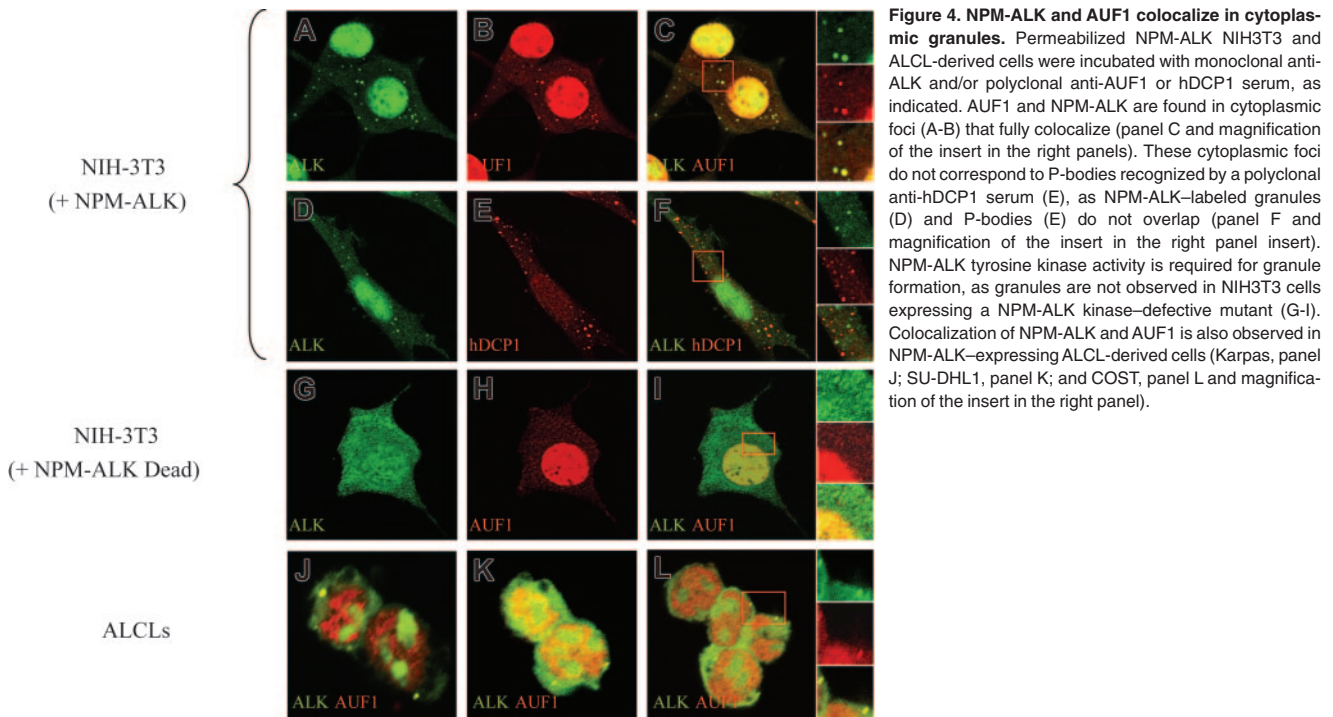 NIH-3T3
(+ NPM-ALK)
A
ALK
B
AUF1
C
ALK AUF1
D
ALK
E
hDCP1
F
ALK hDCP1
NIH-3T3
(+ NPM-ALK Dead)
G
ALK
H
AUF1
I
ALK AUF1
ALCLs
J
ALK AUF1
K
ALK AUF1
L
ALK AUF1
Figure 4. NPM-ALK and AUF1 colocalize in cytoplas-
mic granules. Permeabilized NPM-ALK NIH3T3 and
ALCL-derived cells were incubated with monoclonal anti-
ALK and/or polyclonal anti-AUF1 or hDCP1 serum, as
indicated. AUF1 and NPM-ALK are found in cytoplasmic
foci (A-B) that fully colocalize (panel C and magnification
of the insert in the right panels). These cytoplasmic foci
do not correspond to P-bodies recognized by a polyclonal
anti-hDCP1 serum (E), as NPM-ALK–labeled granules
(D) and P-bodies (E) do not overlap (panel F and
magnification of the insert in the right panel insert).
NPM-ALK tyrosine kinase activity is required for granule
formation, as granules are not observed in NIH3T3 cells
expressing a NPM-ALK kinase–defective mutant (G-I).
Colocalization of NPM-ALK and AUF1 is also observed in
NPM-ALK–expressing ALCL-derived cells (Karpas, panel
J; SU-DHL1, panel K; and COST, panel L and magnifica-
tion of the insert in the right panel).